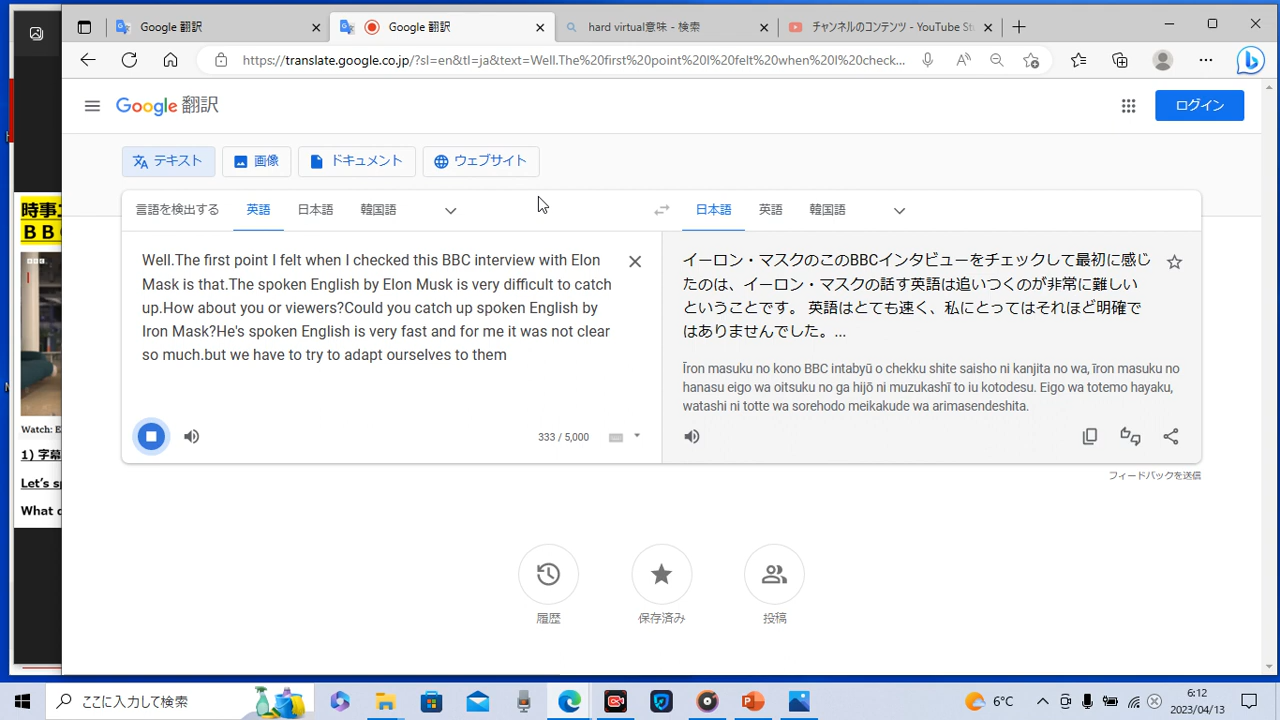 Google 翻訳
Google 翻訳
hard virtual意味 - 検索
チャンネルのコンテンツ - YouTube St
https://translate.google.co.jp/?sl=en&tl=ja&text=Well.The%20first%20point%20I%20felt%20when%20I%20check...
Google 翻訳
ログイン
テキスト
画像
ドキュメント
ウェブサイト
言語を検出する
英語
日本語
韓国語
日本語
英語
韓国語
Well.The first point I felt when I checked this BBC Interview with Elon
Mask is that.The spoken English by Elon Musk is very difficult to catch
up.How about you or viewers?Could you catch up spoken English by
Iron Mask?He's spoken English is very fast and for me it was not clear
so much.but we have to try to adapt ourselves to them
333 / 5,000
イーロン・マスクのこのBBCインタビューをチェックして最初に感じ
たのは、イーロン・マスクの話す英語は追いつくのが非常に難しい
ということです。 英語はとても速く、私にとってはそれほど明確で
はありませんでした。...
Īron masuku no kono BBC intabyū o chekku shite saisho ni kanjita no wa, īron masuku no
hanasu eigo wa oitsuku no ga hijō ni muzukashī to iu kotodesu. Eigo wa totemo hayaku,
watashi ni totte wa sorehodo meikakude wa arimasendeshita.
フィードバックを送信
履歴
保存済み
投稿
時事
BBC
BBC
Watch: E
1) 字幕
Let's s
What d
ここに入力して検索
6°C
6:12
2023/04/13